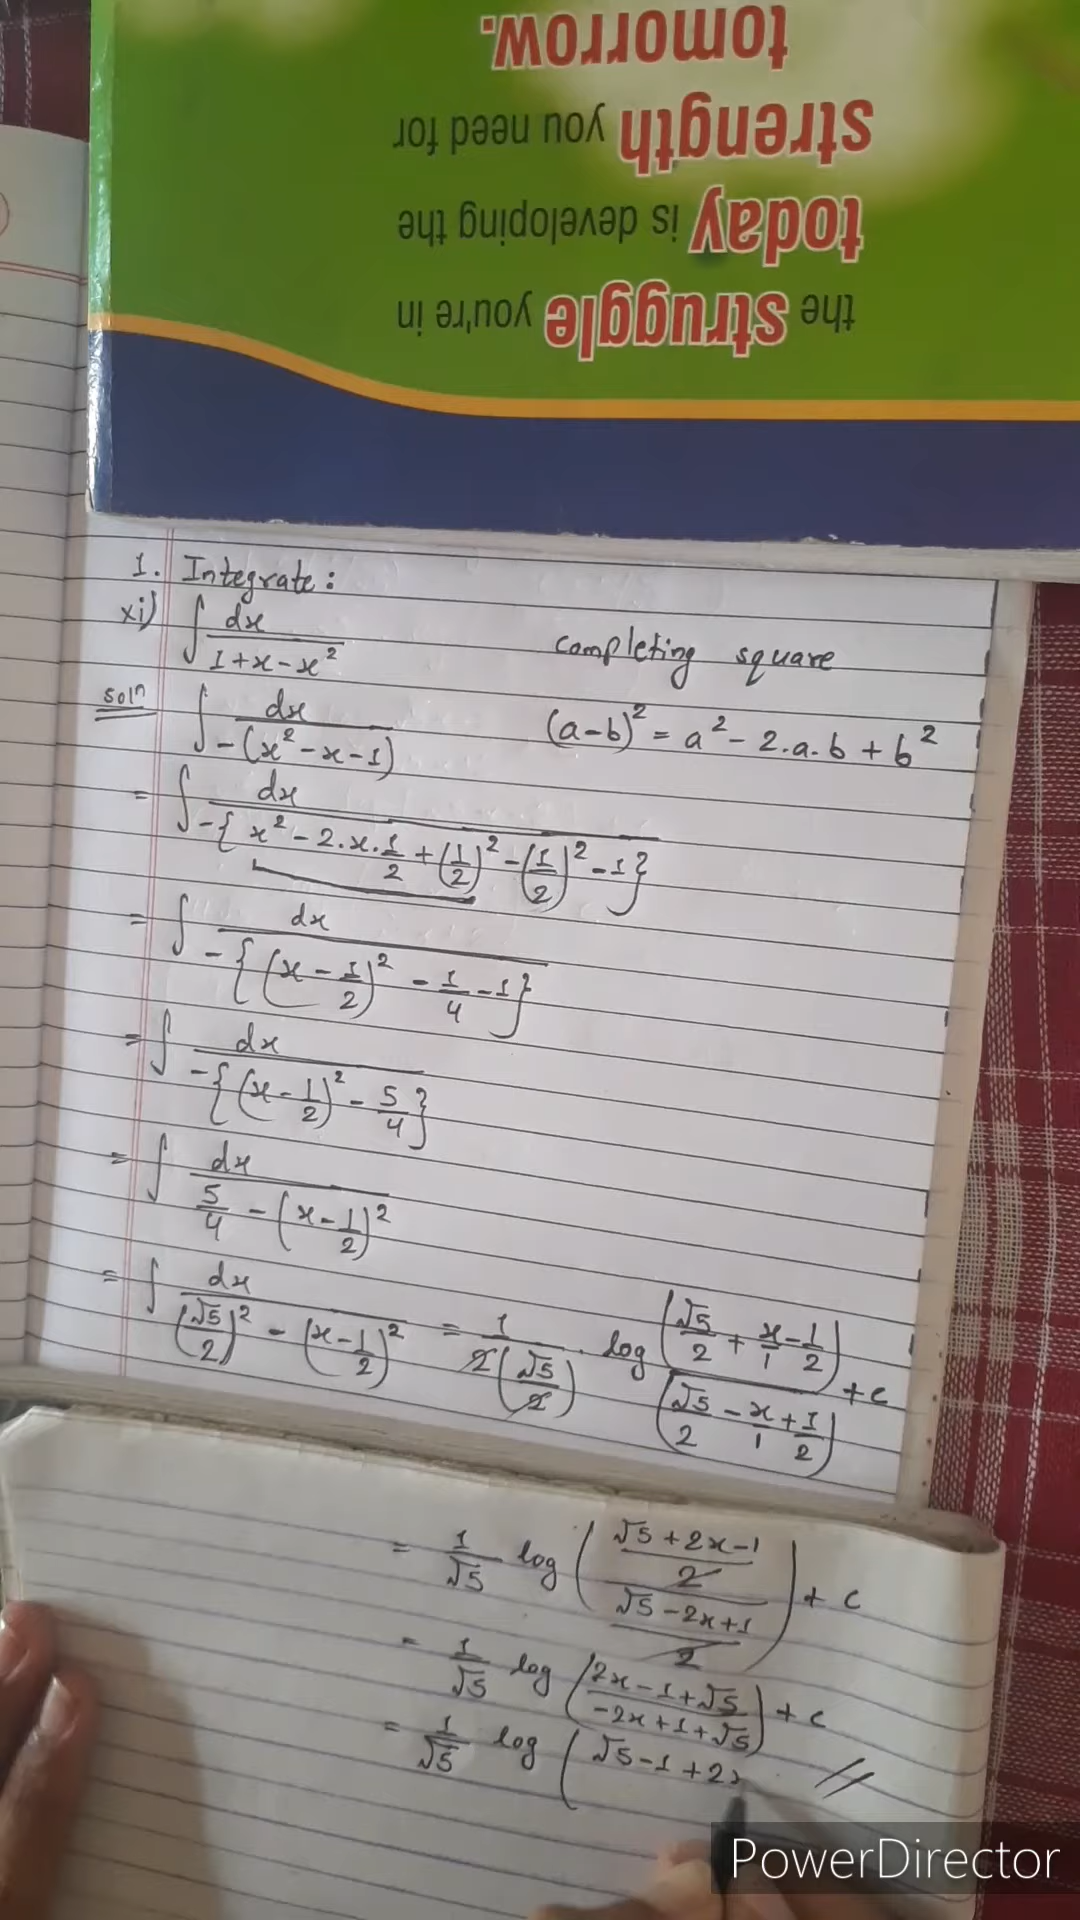 the struggle you're in
today is developing the
strength you need for
tomorrow.
1. Integrate:
xi) ∫ dx / (1+x-x²)
completing square
Solⁿ ∫ dx / -(x²-x-1)
(a-b)² = a² - 2.a.b + b²
= ∫ dx / -{x² - 2.x.1/2 + (1/2)² - (1/2)² - 1}
= ∫ dx / -{(x - 1/2)² - 1/4 - 1}
= ∫ dx / -{(x - 1/2)² - 5/4}
= ∫ dx / 5/4 - (x - 1/2)²
= ∫ dx / (√5/2)² - (x - 1/2)² = 1 / 2(√5/2) . log (√5/2 + x/1 - 1/2) / (√5/2 - x/1 + 1/2) + c
= 1/√5 log ((√5+2x-1)/2 / (√5-2x+1)/2) + c
= 1/√5 log ((2x-1+√5) / (-2x+1+√5)) + c
= 1/√5 log (√5-1+2x //
PowerDirector